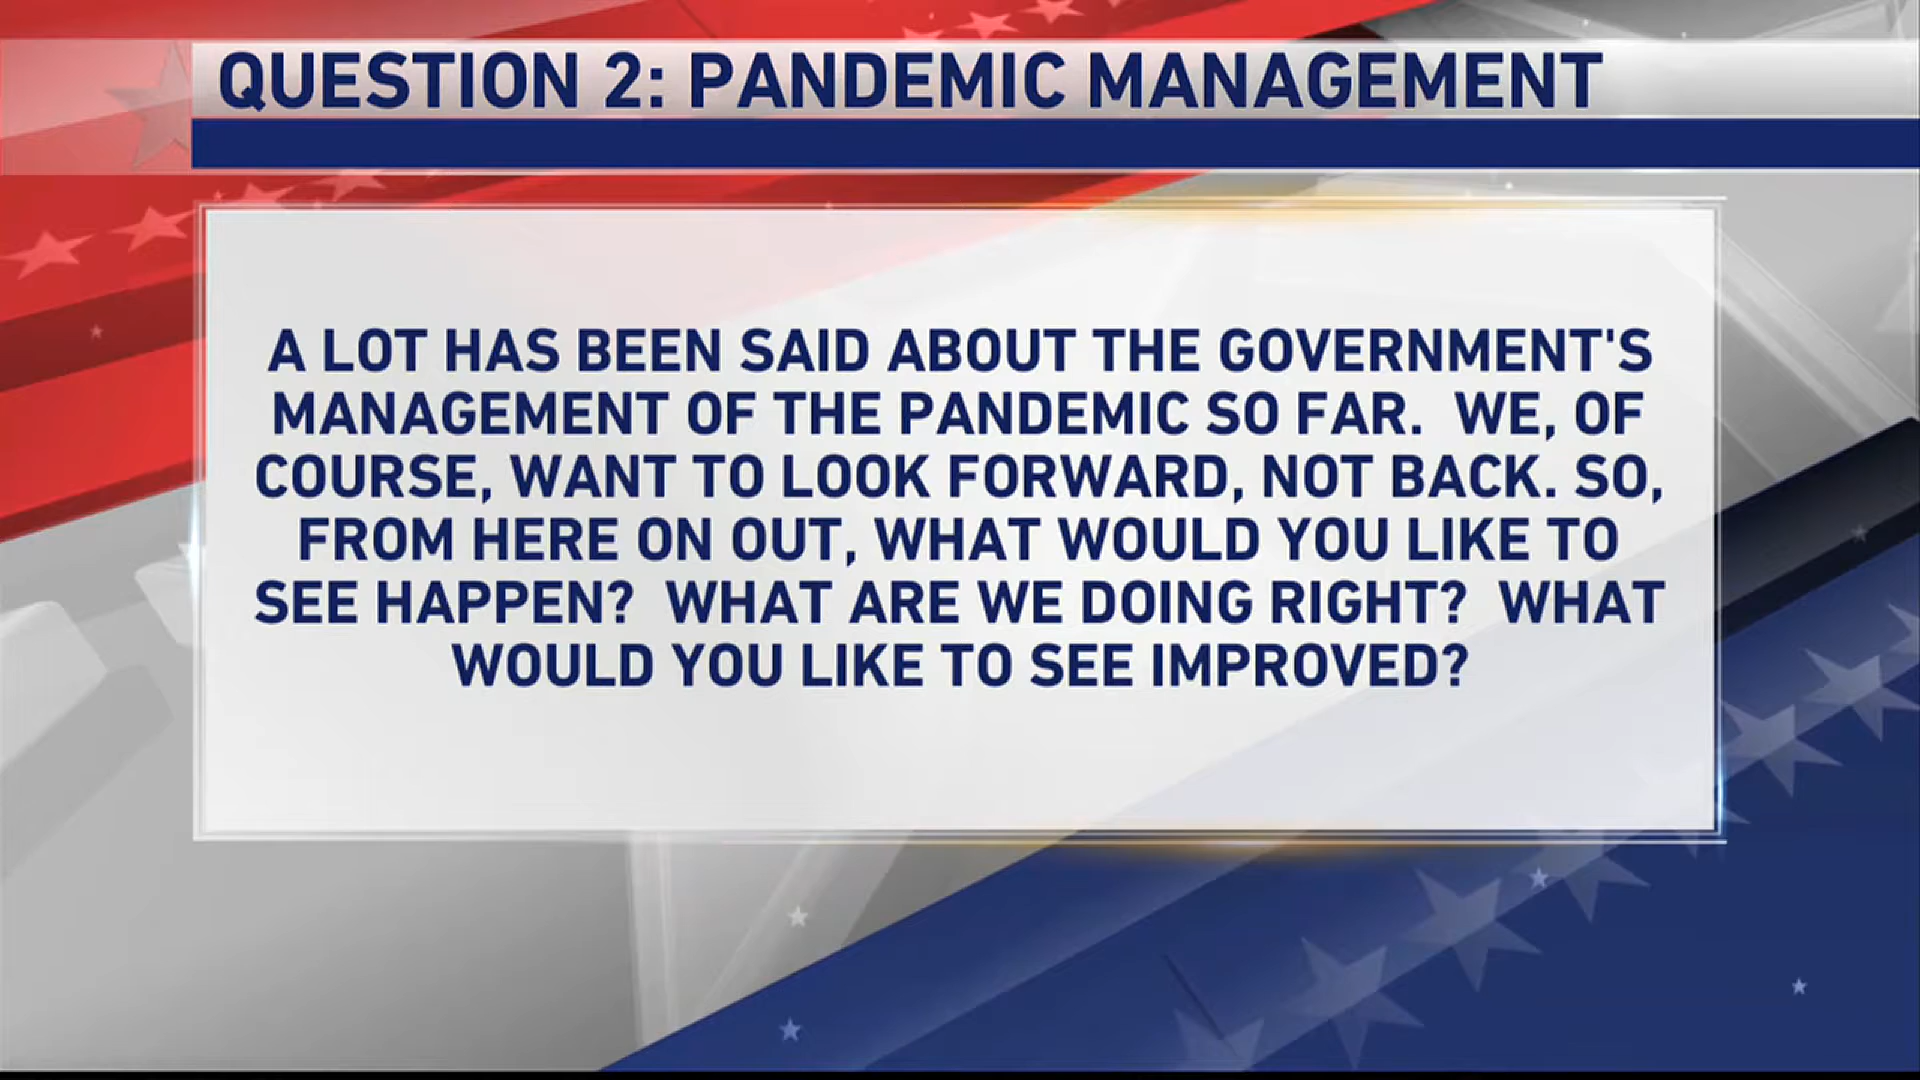 QUESTION 2: PANDEMIC MANAGEMENT
A LOT HAS BEEN SAID ABOUT THE GOVERNMENT'S
MANAGEMENT OF THE PANDEMIC SO FAR.  WE, OF
COURSE, WANT TO LOOK FORWARD, NOT BACK. SO,
FROM HERE ON OUT, WHAT WOULD YOU LIKE TO
SEE HAPPEN?  WHAT ARE WE DOING RIGHT?  WHAT
WOULD YOU LIKE TO SEE IMPROVED?